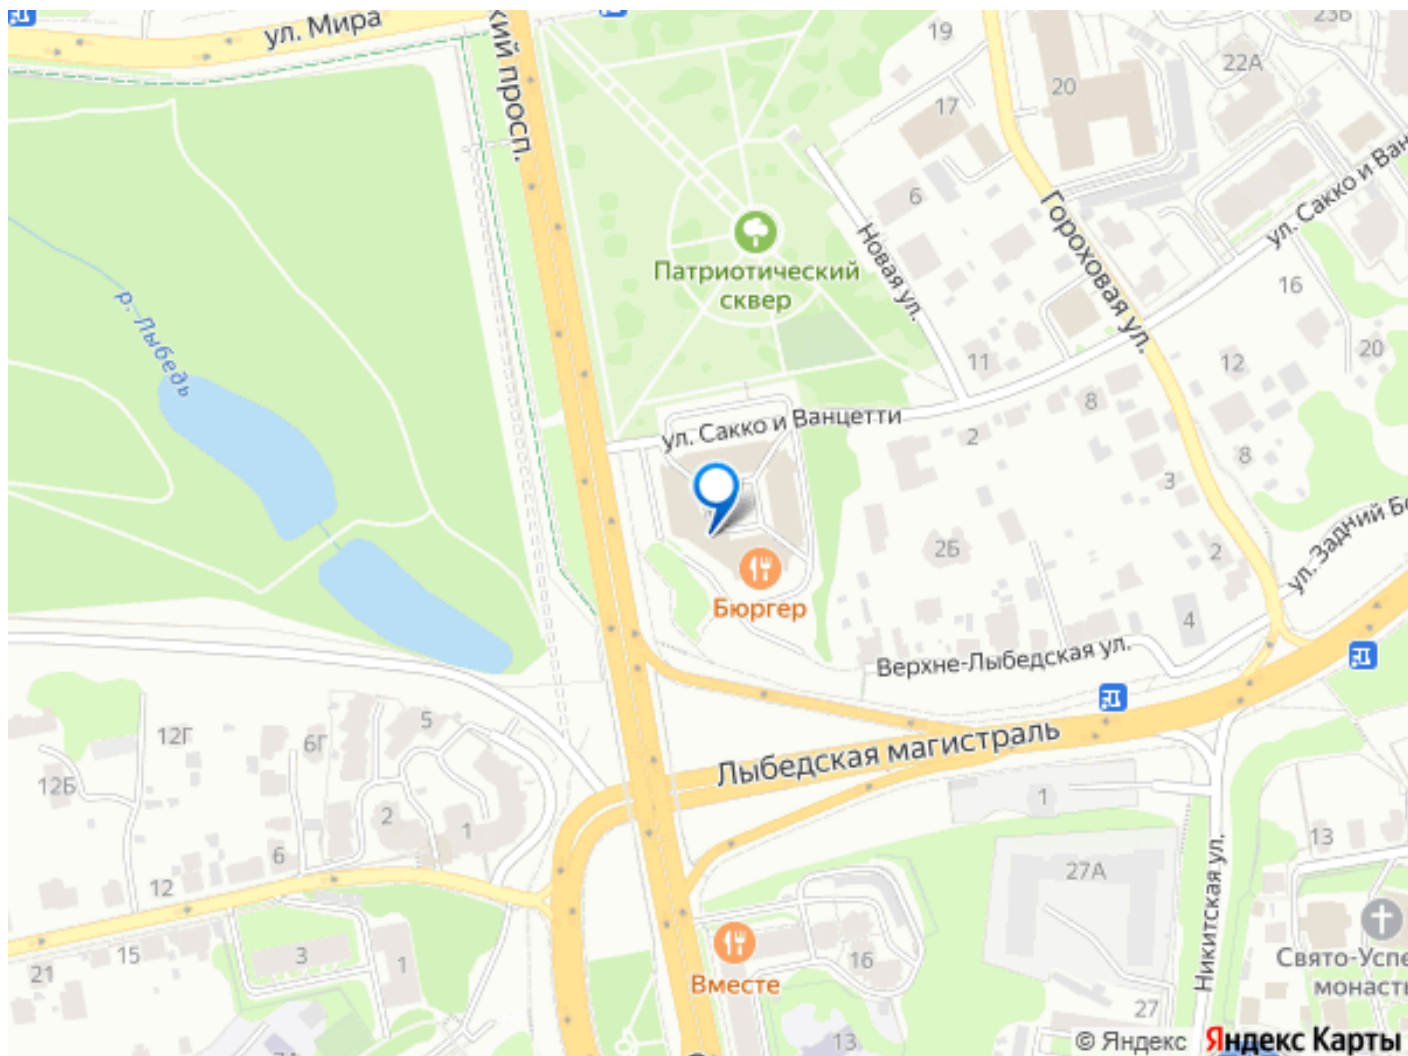 ул. Мира
кий просп.
19
17
20
22А
23Б
6
Новая ул.
Гороховая ул.
ул. Сакко и Ван
Патриотический
сквер
р. Лыбедь
16
20
12
11
8
ул. Сакко и Ванцетти
2
8
3
2Б
2
ул. Задний Бо
Бюргер
4
Верхне-Лыбедская ул.
Лыбедская магистраль
12Г
6Г
5
12Б
2
1
6
12
1
13
27А
Никитская ул.
15
3
1
21
Вместе
16
Свято-Успе
монасть
27
13
© Яндекс
Яндекс Карты